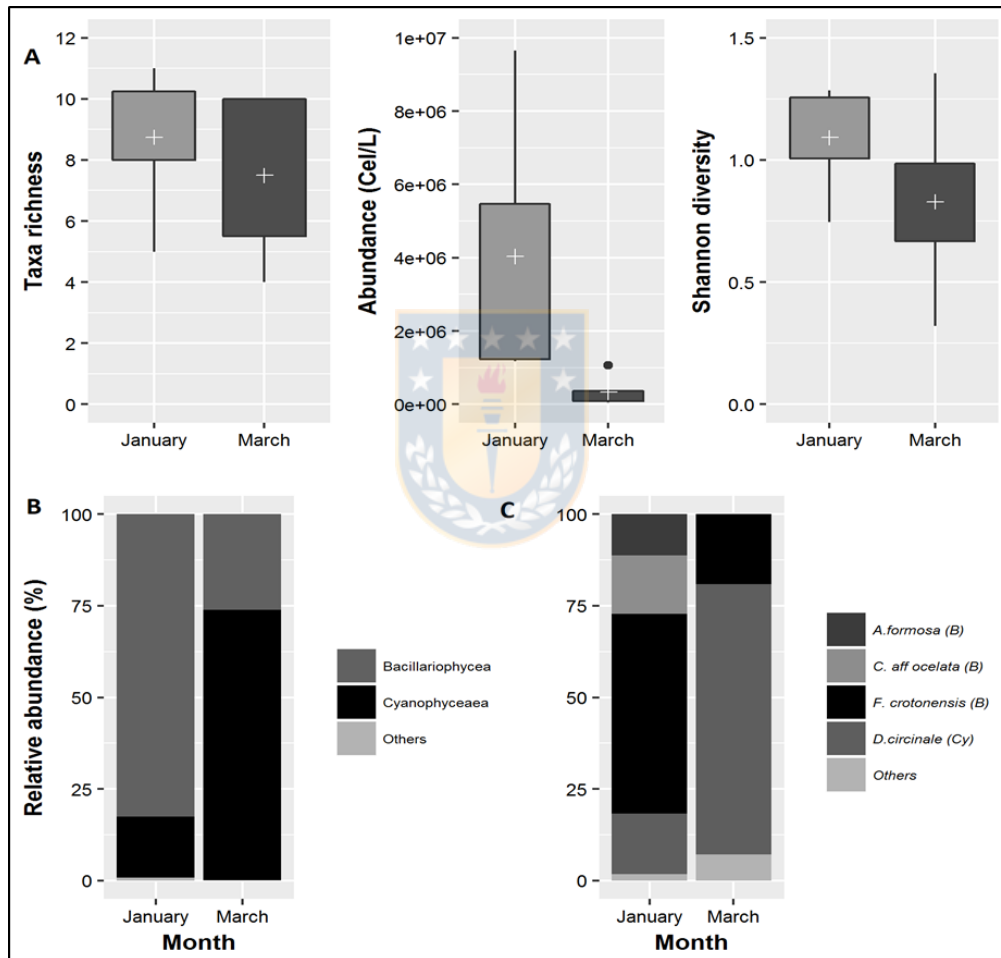 A
Taxa richness
12
10
8
6
4
2
0
January March
Abundance (Cel/L)
1e+07
8e+06
6e+06
4e+06
2e+06
0e+00
January March
Shannon diversity
1.5
1.0
0.5
0.0
January March
B
Relative abundance (%)
100
75
50
25
0
January March
Month
Bacillariophycea
Cyanophyceaea
Others
C
100
75
50
25
0
January March
Month
A.formosa (B)
C. aff ocelata (B)
F. crotonensis (B)
D.circinale (Cy)
Others